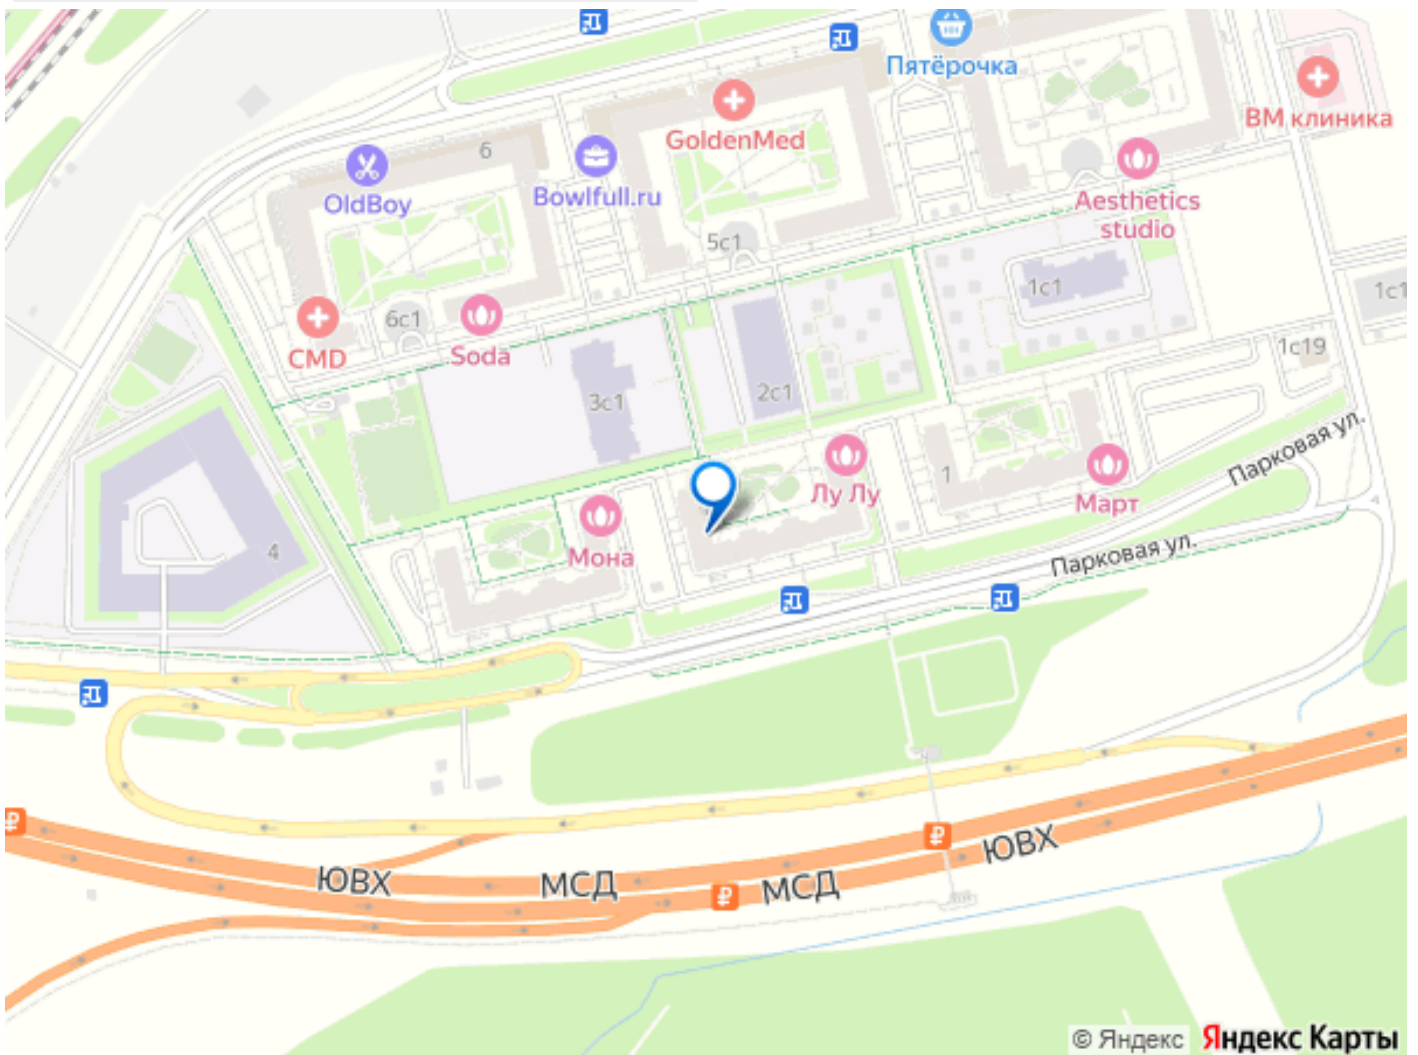 Пятёрочка
GoldenMed
ВМ клиника
6
OldBoy
Bowlfull.ru
Aesthetics
studio
5с1
1с1
1с1
6с1
CMD
Soda
1с19
3с1
2с1
Парковая ул.
1
Лу Лу
Март
Мона
4
Парковая ул.
ЮВХ
МСД
МСД
ЮВХ
© Яндекс Яндекс Карты